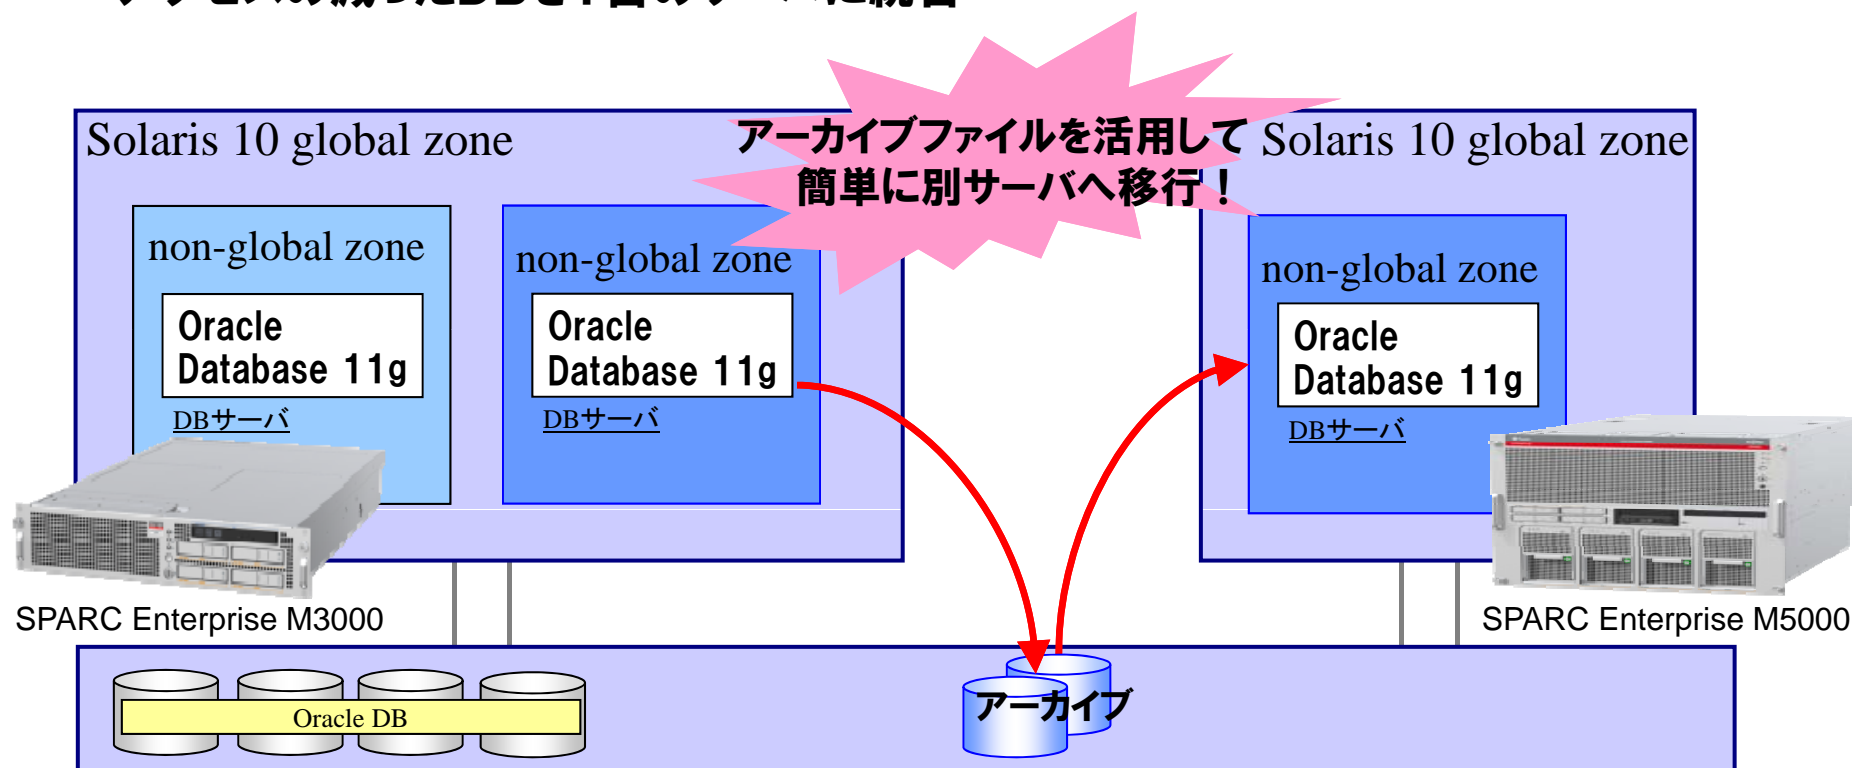 Solaris 10 global zone
アーカイブファイルを活用して
簡単に別サーバへ移行！
Solaris 10 global zone
non-global zone
Oracle
Database 11g
DBサーバ
non-global zone
Oracle
Database 11g
DBサーバ
non-global zone
Oracle
Database 11g
DBサーバ
SPARC Enterprise M3000
SPARC Enterprise M5000
Oracle DB
アーカイブ